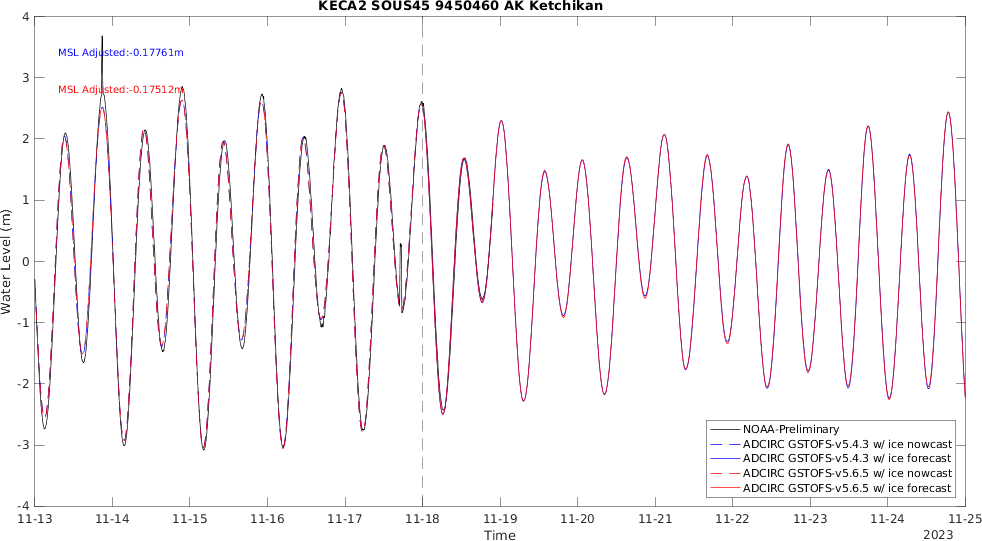 KECA2 SOUS45 9450460 AK Ketchikan
4
3
2
1
0
-1
-2
-3
-4
Water Level (m)
MSL Adjusted:-0.17761m
MSL Adjusted:-0.17512m
NOAA-Preliminary
ADCIRC GSTOFS-v5.4.3 w/ ice nowcast
ADCIRC GSTOFS-v5.4.3 w/ ice forecast
ADCIRC GSTOFS-v5.6.5 w/ ice nowcast
ADCIRC GSTOFS-v5.6.5 w/ ice forecast
11-13 11-14 11-15 11-16 11-17 11-18 11-19 11-20 11-21 11-22 11-23 11-24 11-25
Time
2023